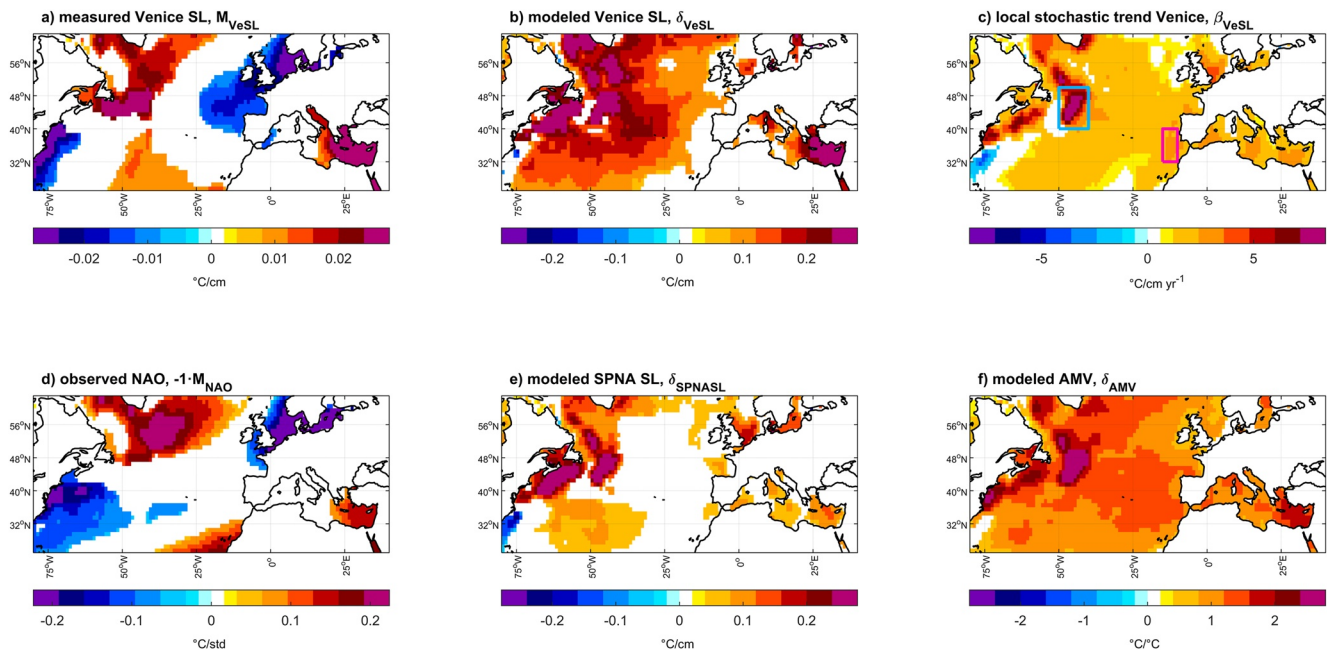 a) measured Venice SL, M_VeSL
56°N
48°N
40°N
32°N
75°W
50°W
25°W
0°
25°E
-0.02 -0.01 0 0.01 0.02
°C/cm
b) modeled Venice SL, δ_VeSL
56°N
48°N
40°N
32°N
75°W
50°W
25°W
0°
25°E
-0.2 -0.1 0 0.1 0.2
°C/cm
c) local stochastic trend Venice, β_VeSL
56°N
48°N
40°N
32°N
75°W
50°W
25°W
0°
25°E
-5 0 5
°C/cm yr⁻¹
d) observed NAO, -1·M_NAO
56°N
48°N
40°N
32°N
75°W
50°W
25°W
0°
25°E
-0.2 -0.1 0 0.1 0.2
°C/std
e) modeled SPNA SL, δ_SPNASL
56°N
48°N
40°N
32°N
75°W
50°W
25°W
0°
25°E
-0.2 -0.1 0 0.1 0.2
°C/cm
f) modeled AMV, δ_AMV
56°N
48°N
40°N
32°N
75°W
50°W
25°W
0°
25°E
-2 -1 0 1 2
°C/°C